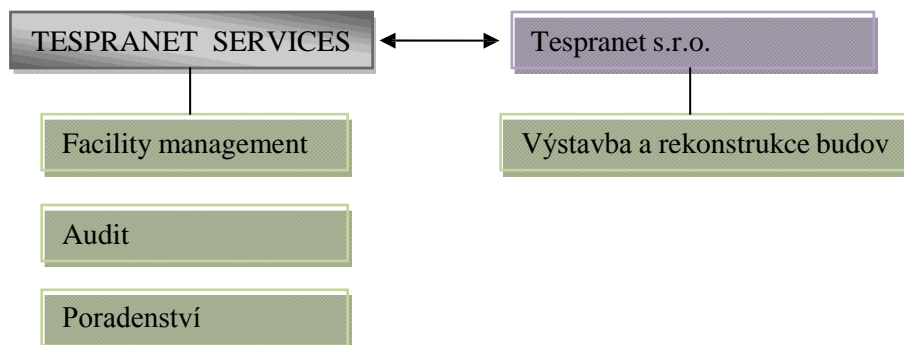 TESPRANET SERVICES
Tespranet s.r.o.
Facility management
Výstavba a rekonstrukce budov
Audit
Poradenství